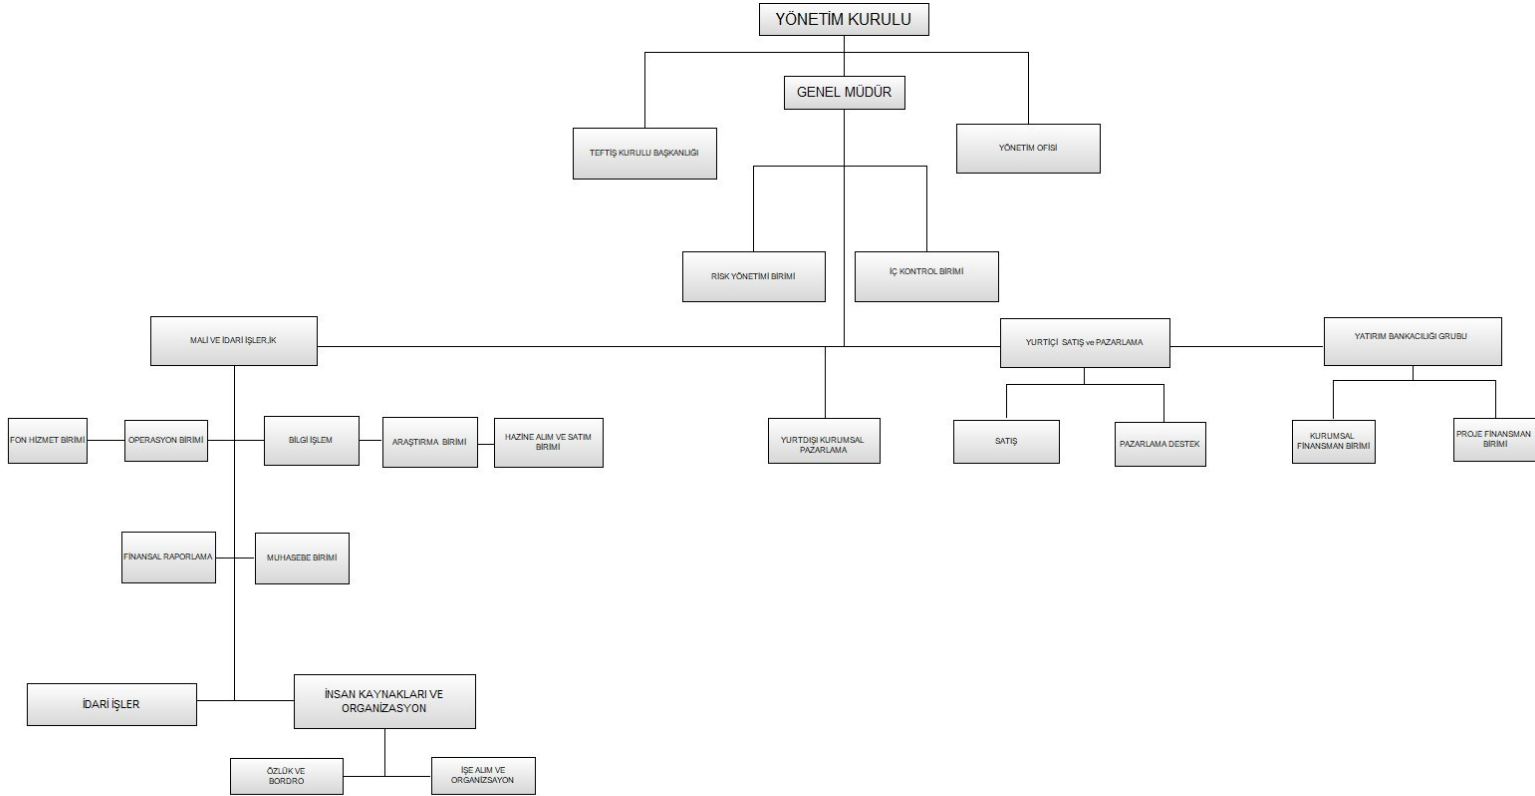 YÖNETİM KURULU
GENEL MÜDÜR
TEFTİŞ KURULU BAŞKANLIĞI
YÖNETİM OFİSİ
RİSK YÖNETİMİ BİRİMİ
İÇ KONTROL BİRİMİ
MALİ VE İDARİ İŞLER,İK
YURTİÇİ SATIŞ ve PAZARLAMA
YATIRIM BANKACILIĞI GRUBU
FON HİZMET BİRİMİ
OPERASYON BİRİMİ
BİLGİ İŞLEM
ARAŞTIRMA BİRİMİ
HAZİNE ALIM VE SATIM
BİRİMİ
YURTDIŞI KURUMSAL
PAZARLAMA
SATIŞ
PAZARLAMA DESTEK
KURUMSAL
FİNANSMAN BİRİMİ
PROJE FİNANSMAN
BİRİMİ
FİNANSAL RAPORLAMA
MUHASEBE BİRİMİ
İDARİ İŞLER
İNSAN KAYNAKLARI VE
ORGANİZASYON
ÖZLÜK VE
BORDRO
İŞE ALIM VE
ORGANİZSAYON